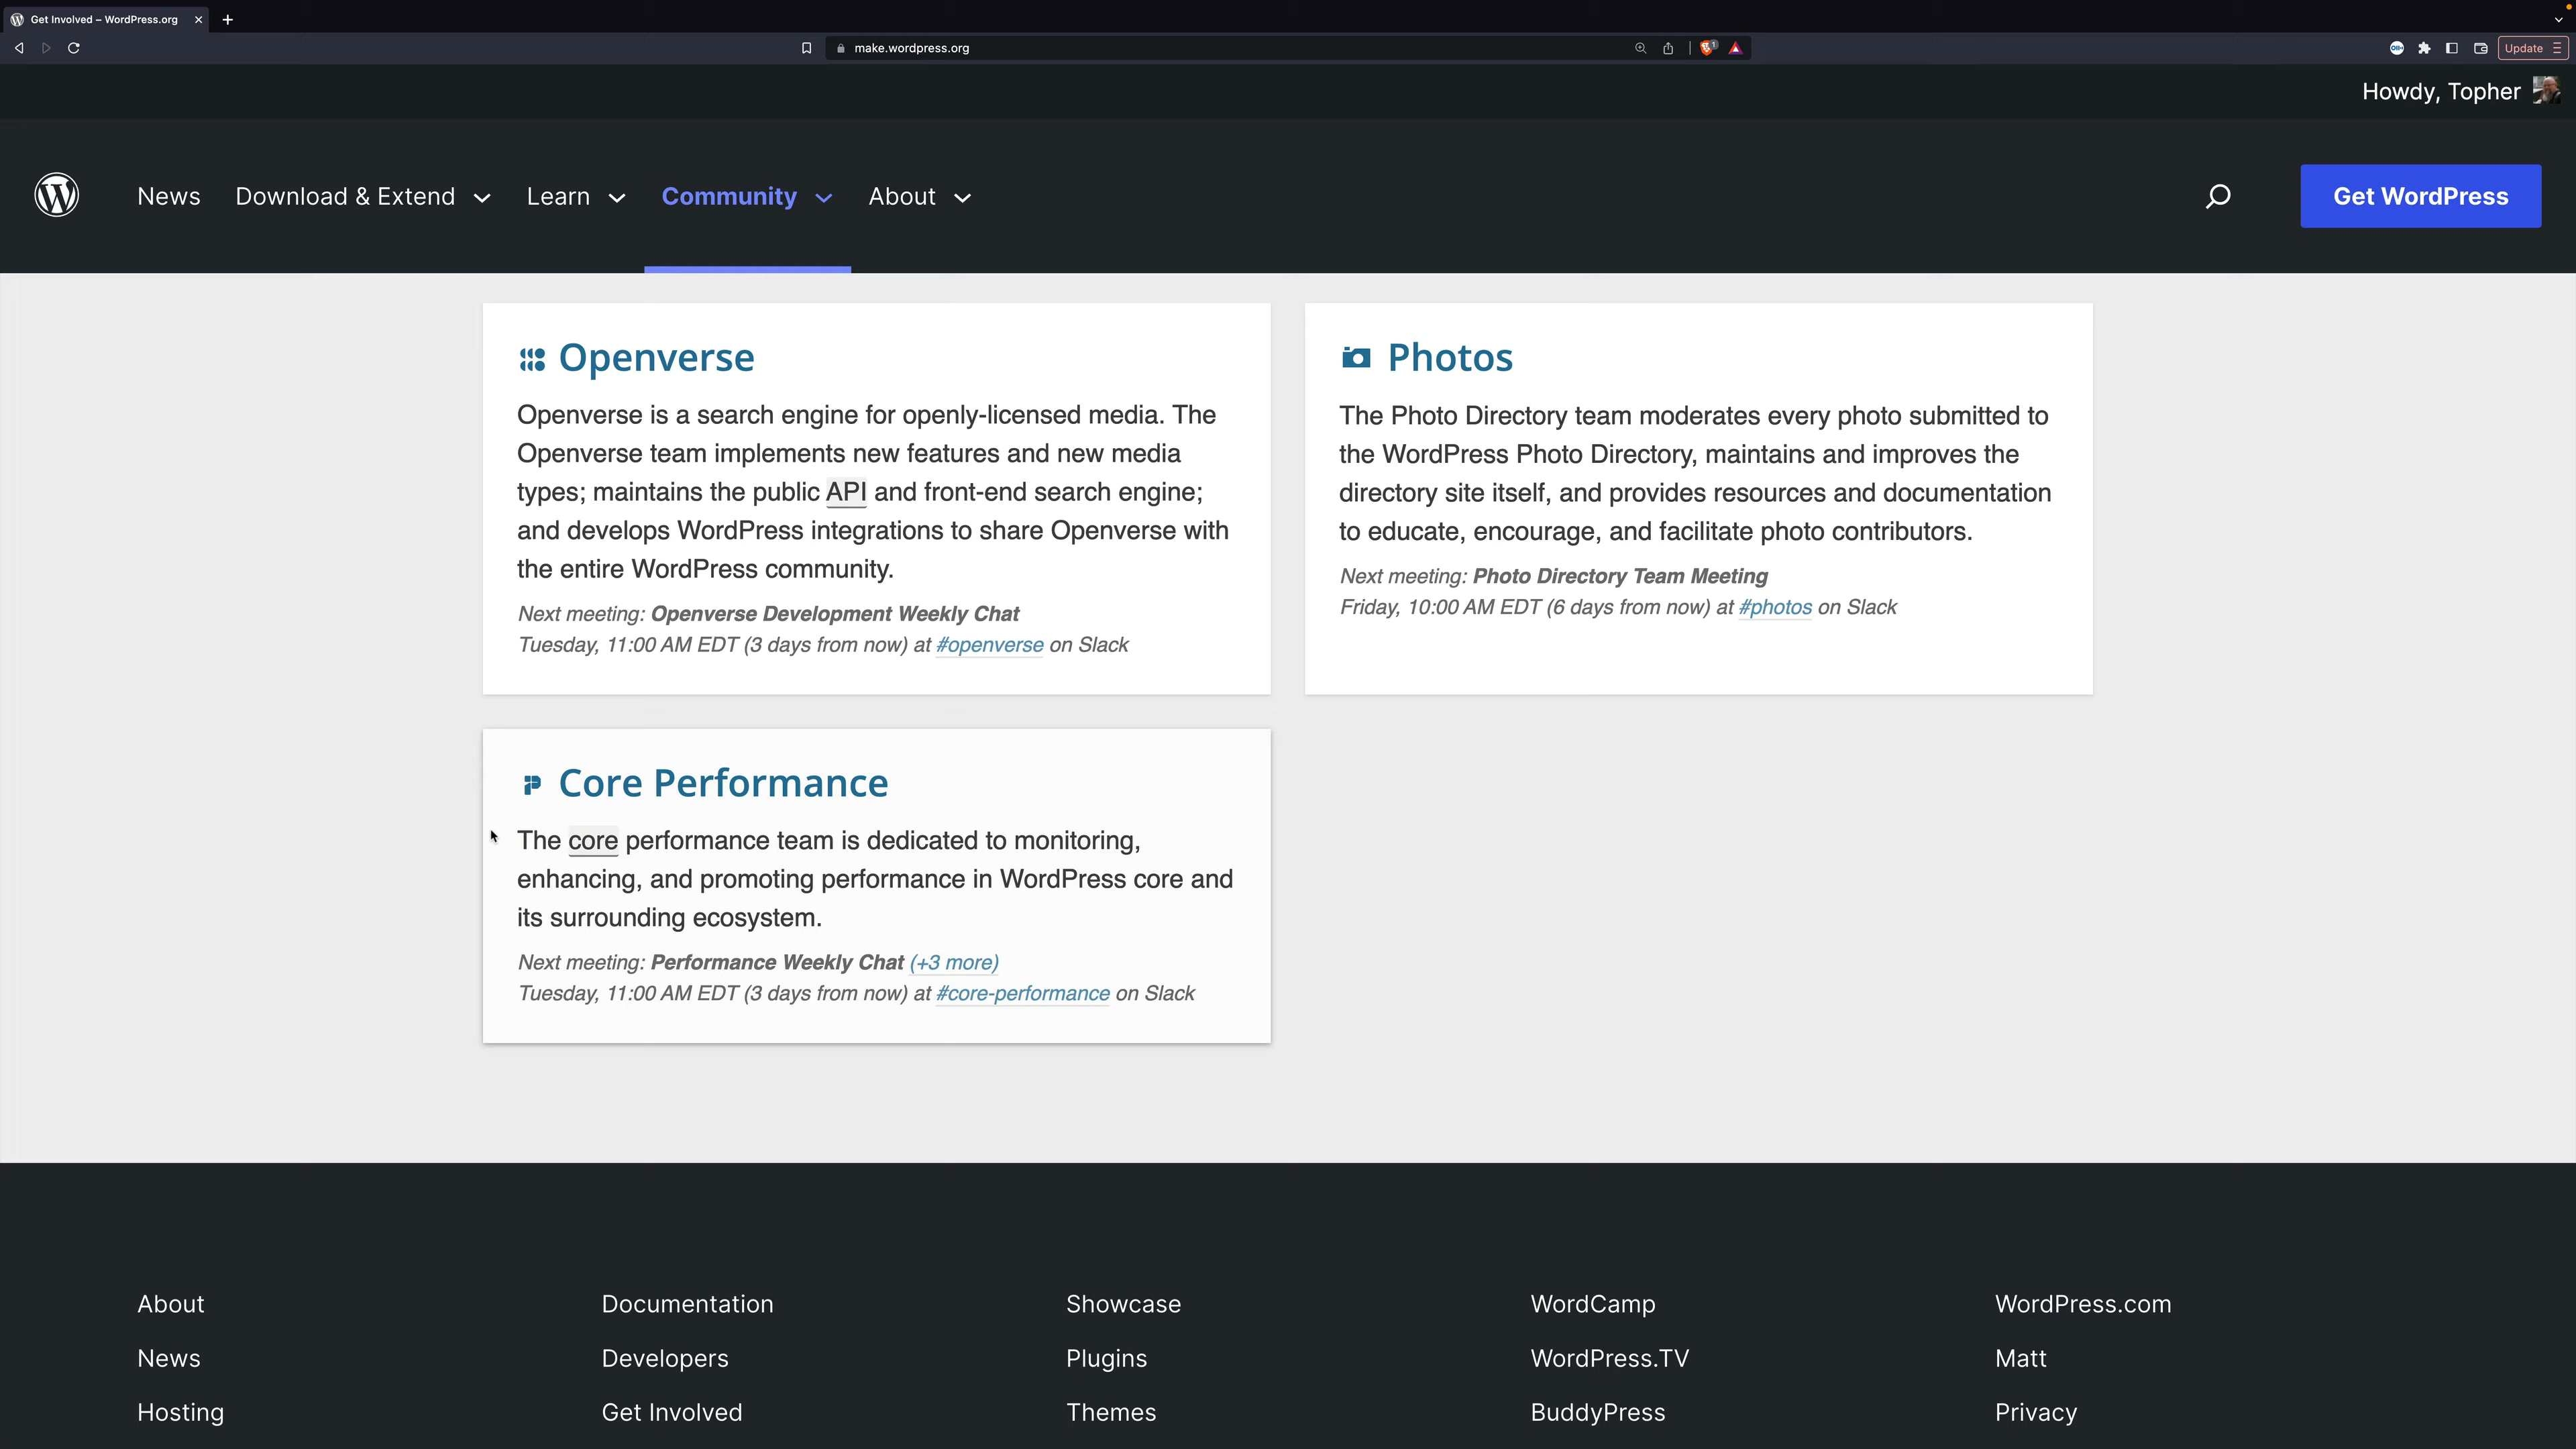 Get Involved – WordPress.org
make.wordpress.org
1
Update
Howdy, Topher
News
Download & Extend
Learn
Community
About
Get WordPress
Openverse
Openverse is a search engine for openly-licensed media. The
Openverse team implements new features and new media
types; maintains the public API and front-end search engine;
and develops WordPress integrations to share Openverse with
the entire WordPress community.
Next meeting: Openverse Development Weekly Chat
Tuesday, 11:00 AM EDT (3 days from now) at #openverse on Slack
Photos
The Photo Directory team moderates every photo submitted to
the WordPress Photo Directory, maintains and improves the
directory site itself, and provides resources and documentation
to educate, encourage, and facilitate photo contributors.
Next meeting: Photo Directory Team Meeting
Friday, 10:00 AM EDT (6 days from now) at #photos on Slack
Core Performance
The core performance team is dedicated to monitoring,
enhancing, and promoting performance in WordPress core and
its surrounding ecosystem.
Next meeting: Performance Weekly Chat (+3 more)
Tuesday, 11:00 AM EDT (3 days from now) at #core-performance on Slack
About
News
Hosting
Documentation
Developers
Get Involved
Showcase
Plugins
Themes
WordCamp
WordPress.TV
BuddyPress
WordPress.com
Matt
Privacy